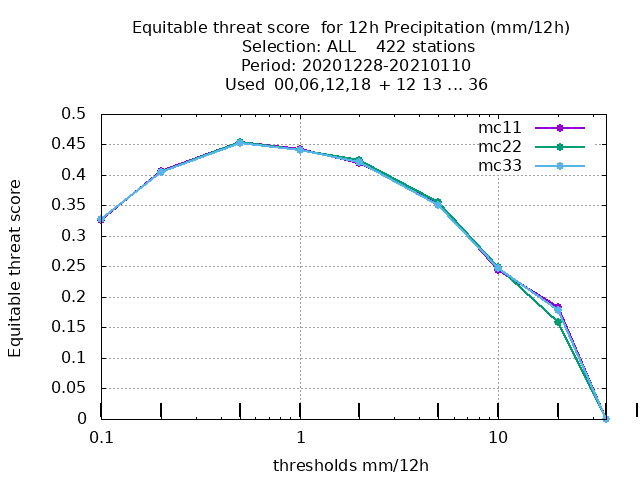 Equitable threat score  for 12h Precipitation (mm/12h)
Selection: ALL    422 stations
Period: 20201228-20210110
Used  00,06,12,18  + 12 13 ... 36
mc11
mc22
mc33
0.5
0.45
0.4
0.35
0.3
0.25
0.2
0.15
0.1
0.05
0
Equitable threat score
0.1 1 10
thresholds mm/12h